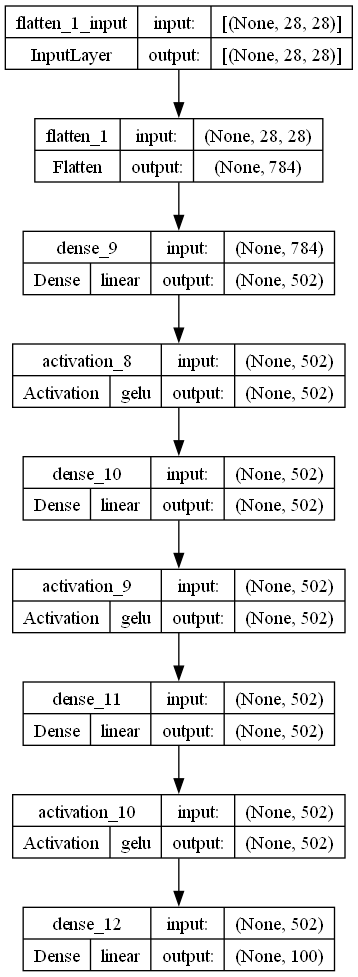 flatten_1_input input: [(None, 28, 28)]
InputLayer output: [(None, 28, 28)]
flatten_1 input: (None, 28, 28)
Flatten output: (None, 784)
dense_9 input: (None, 784)
Dense linear output: (None, 502)
activation_8 input: (None, 502)
Activation gelu output: (None, 502)
dense_10 input: (None, 502)
Dense linear output: (None, 502)
activation_9 input: (None, 502)
Activation gelu output: (None, 502)
dense_11 input: (None, 502)
Dense linear output: (None, 502)
activation_10 input: (None, 502)
Activation gelu output: (None, 502)
dense_12 input: (None, 502)
Dense linear output: (None, 100)